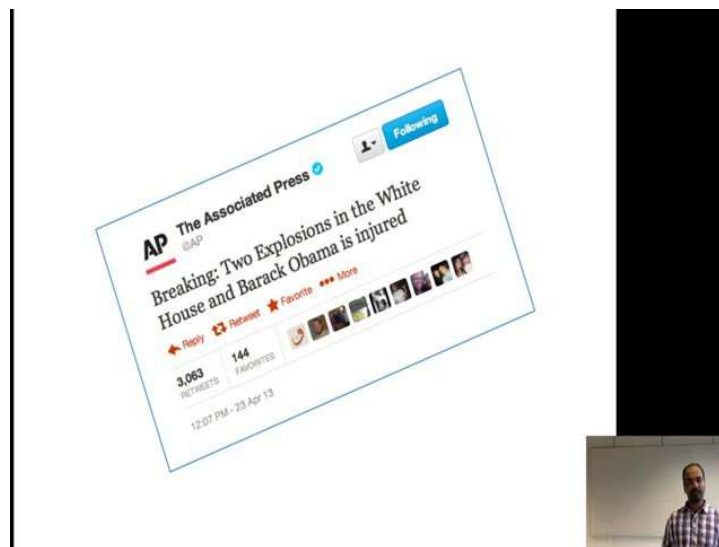 Following
AP
The Associated Press
@AP
Breaking: Two Explosions in the White
House and Barack Obama is injured
Reply Retweet Favorite More
3,063 144
RETWEETS FAVORITES
12:07 PM - 23 Apr 13